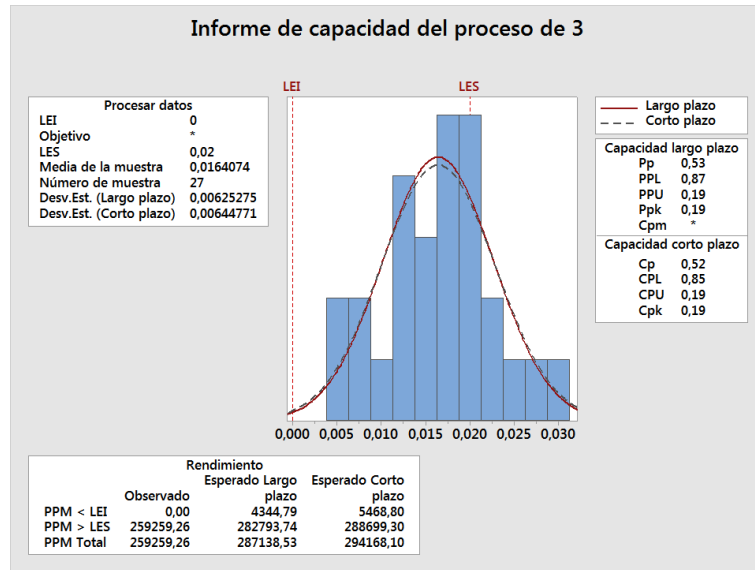 Informe de capacidad del proceso de 3
LEI LES
Procesar datos
LEI 0
Objetivo *
LES 0,02
Media de la muestra 0,0164074
Número de muestra 27
Desv.Est. (Largo plazo) 0,00625275
Desv.Est. (Corto plazo) 0,00644771
Largo plazo
Corto plazo
Capacidad largo plazo
Pp 0,53
PPL 0,87
PPU 0,19
Ppk 0,19
Cpm *
Capacidad corto plazo
Cp 0,52
CPL 0,85
CPU 0,19
Cpk 0,19
0,000 0,005 0,010 0,015 0,020 0,025 0,030
Rendimiento
Esperado Largo Esperado Corto
Observado plazo plazo
PPM < LEI 0,00 4344,79 5468,80
PPM > LES 259259,26 282793,74 288699,30
PPM Total 259259,26 287138,53 294168,10